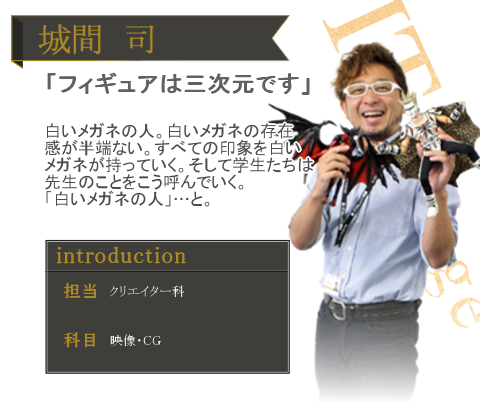 城間 司
「フィギュアは三次元です」
白いメガネの人。白いメガネの存在
感が半端ない。すべての印象を白い
メガネが持っていく。そして学生たちは
先生のことをこう呼んでいく。
「白いメガネの人」…と。
introduction
担当 クリエイター科
科目 映像・CG
IT
ge